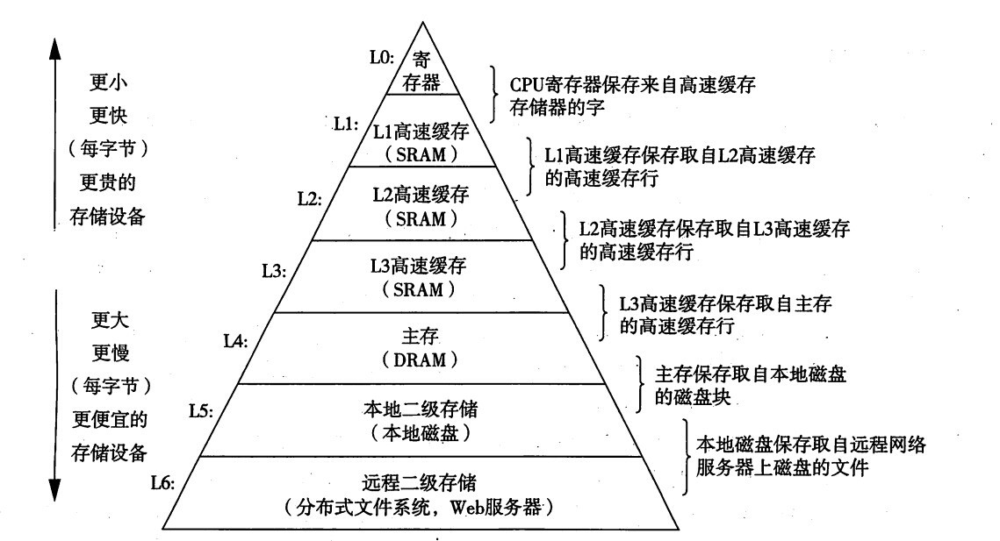 更小
更快
（每字节）
更贵的
存储设备
更大
更慢
（每字节）
更便宜的
存储设备
L0:
寄
存器
CPU寄存器保存来自高速缓存
存储器的字
L1:
L1高速缓存
（SRAM）
L1高速缓存保存取自L2高速缓存
的高速缓存行
L2:
L2高速缓存
（SRAM）
L2高速缓存保存取自L3高速缓存
的高速缓存行
L3:
L3高速缓存
（SRAM）
L3高速缓存保存取自主存
的高速缓存行
L4:
主存
（DRAM）
主存保存取自本地磁盘
的磁盘块
L5:
本地二级存储
（本地磁盘）
本地磁盘保存取自远程网络
服务器上磁盘的文件
L6:
远程二级存储
（分布式文件系统，Web服务器）